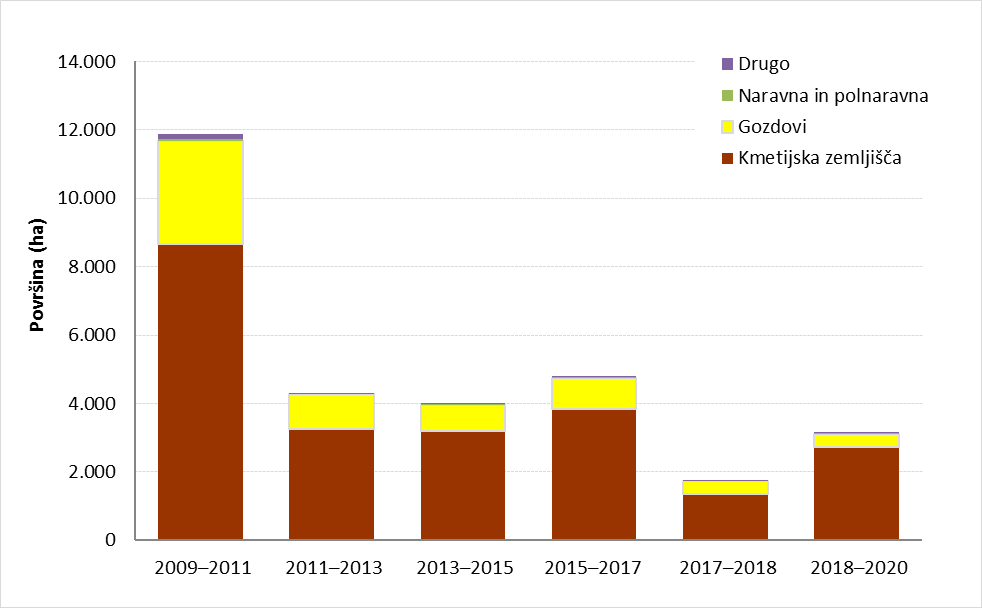 14.000
12.000
10.000
8.000
6.000
4.000
2.000
0
Površina (ha)
Drugo
Naravna in polnaravna
Gozdovi
Kmetijska zemljišča
2009–2011
2011–2013
2013–2015
2015–2017
2017–2018
2018–2020